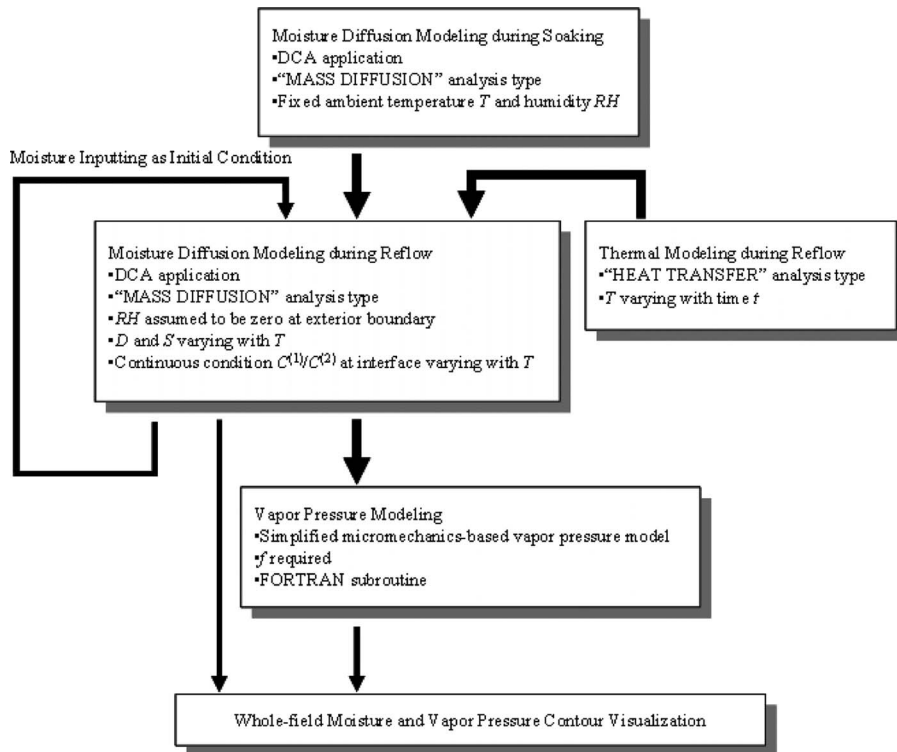 Moisture Diffusion Modeling during Soaking
▪DCA application
▪“MASS DIFFUSION” analysis type
▪Fixed ambient temperature T and humidity RH
Moisture Inputting as Initial Condition
Moisture Diffusion Modeling during Reflow
▪DCA application
▪“MASS DIFFUSION” analysis type
▪RH assumed to be zero at exterior boundary
▪D and S varying with T
▪Continuous condition C⁽¹⁾/C⁽²⁾ at interface varying with T
Thermal Modeling during Reflow
▪“HEAT TRANSFER” analysis type
▪T varying with time t
Vapor Pressure Modeling
▪Simplified micromechanics-based vapor pressure model
▪f required
▪FORTRAN subroutine
Whole-field Moisture and Vapor Pressure Contour Visualization